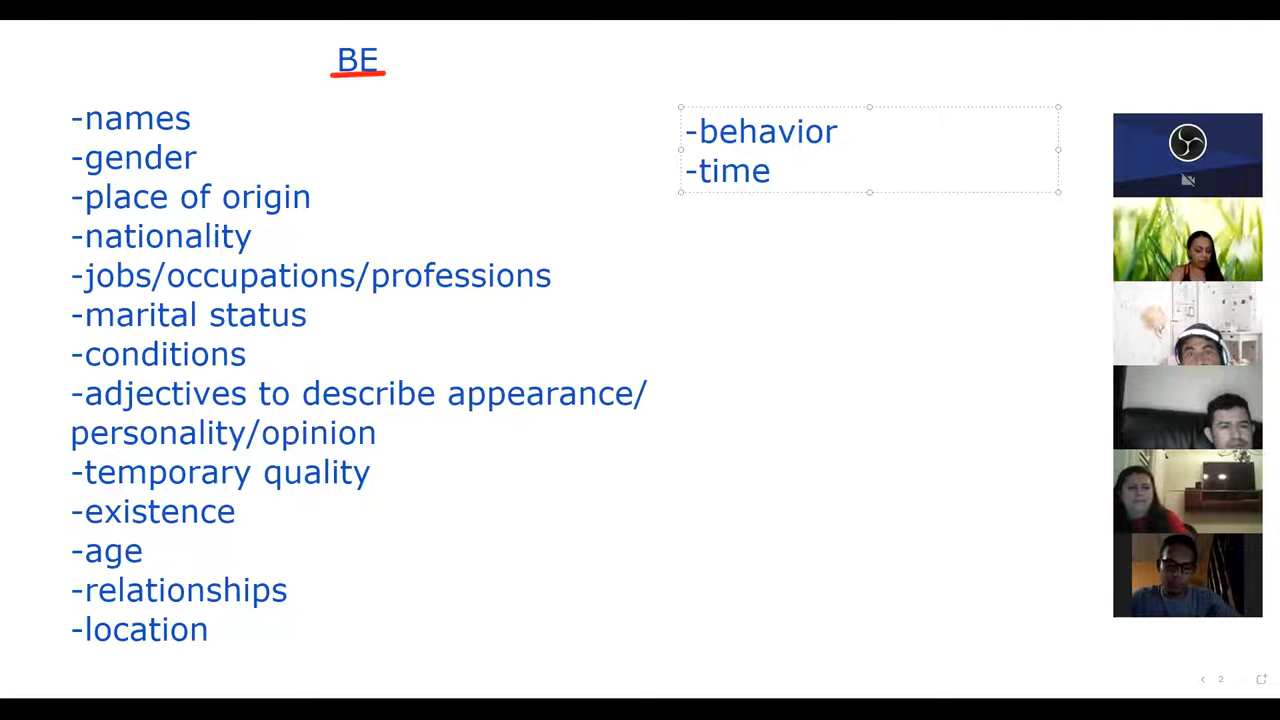 BE
-names
-gender
-place of origin
-nationality
-jobs/occupations/professions
-marital status
-conditions
-adjectives to describe appearance/
personality/opinion
-temporary quality
-existence
-age
-relationships
-location
-behavior
-time
2